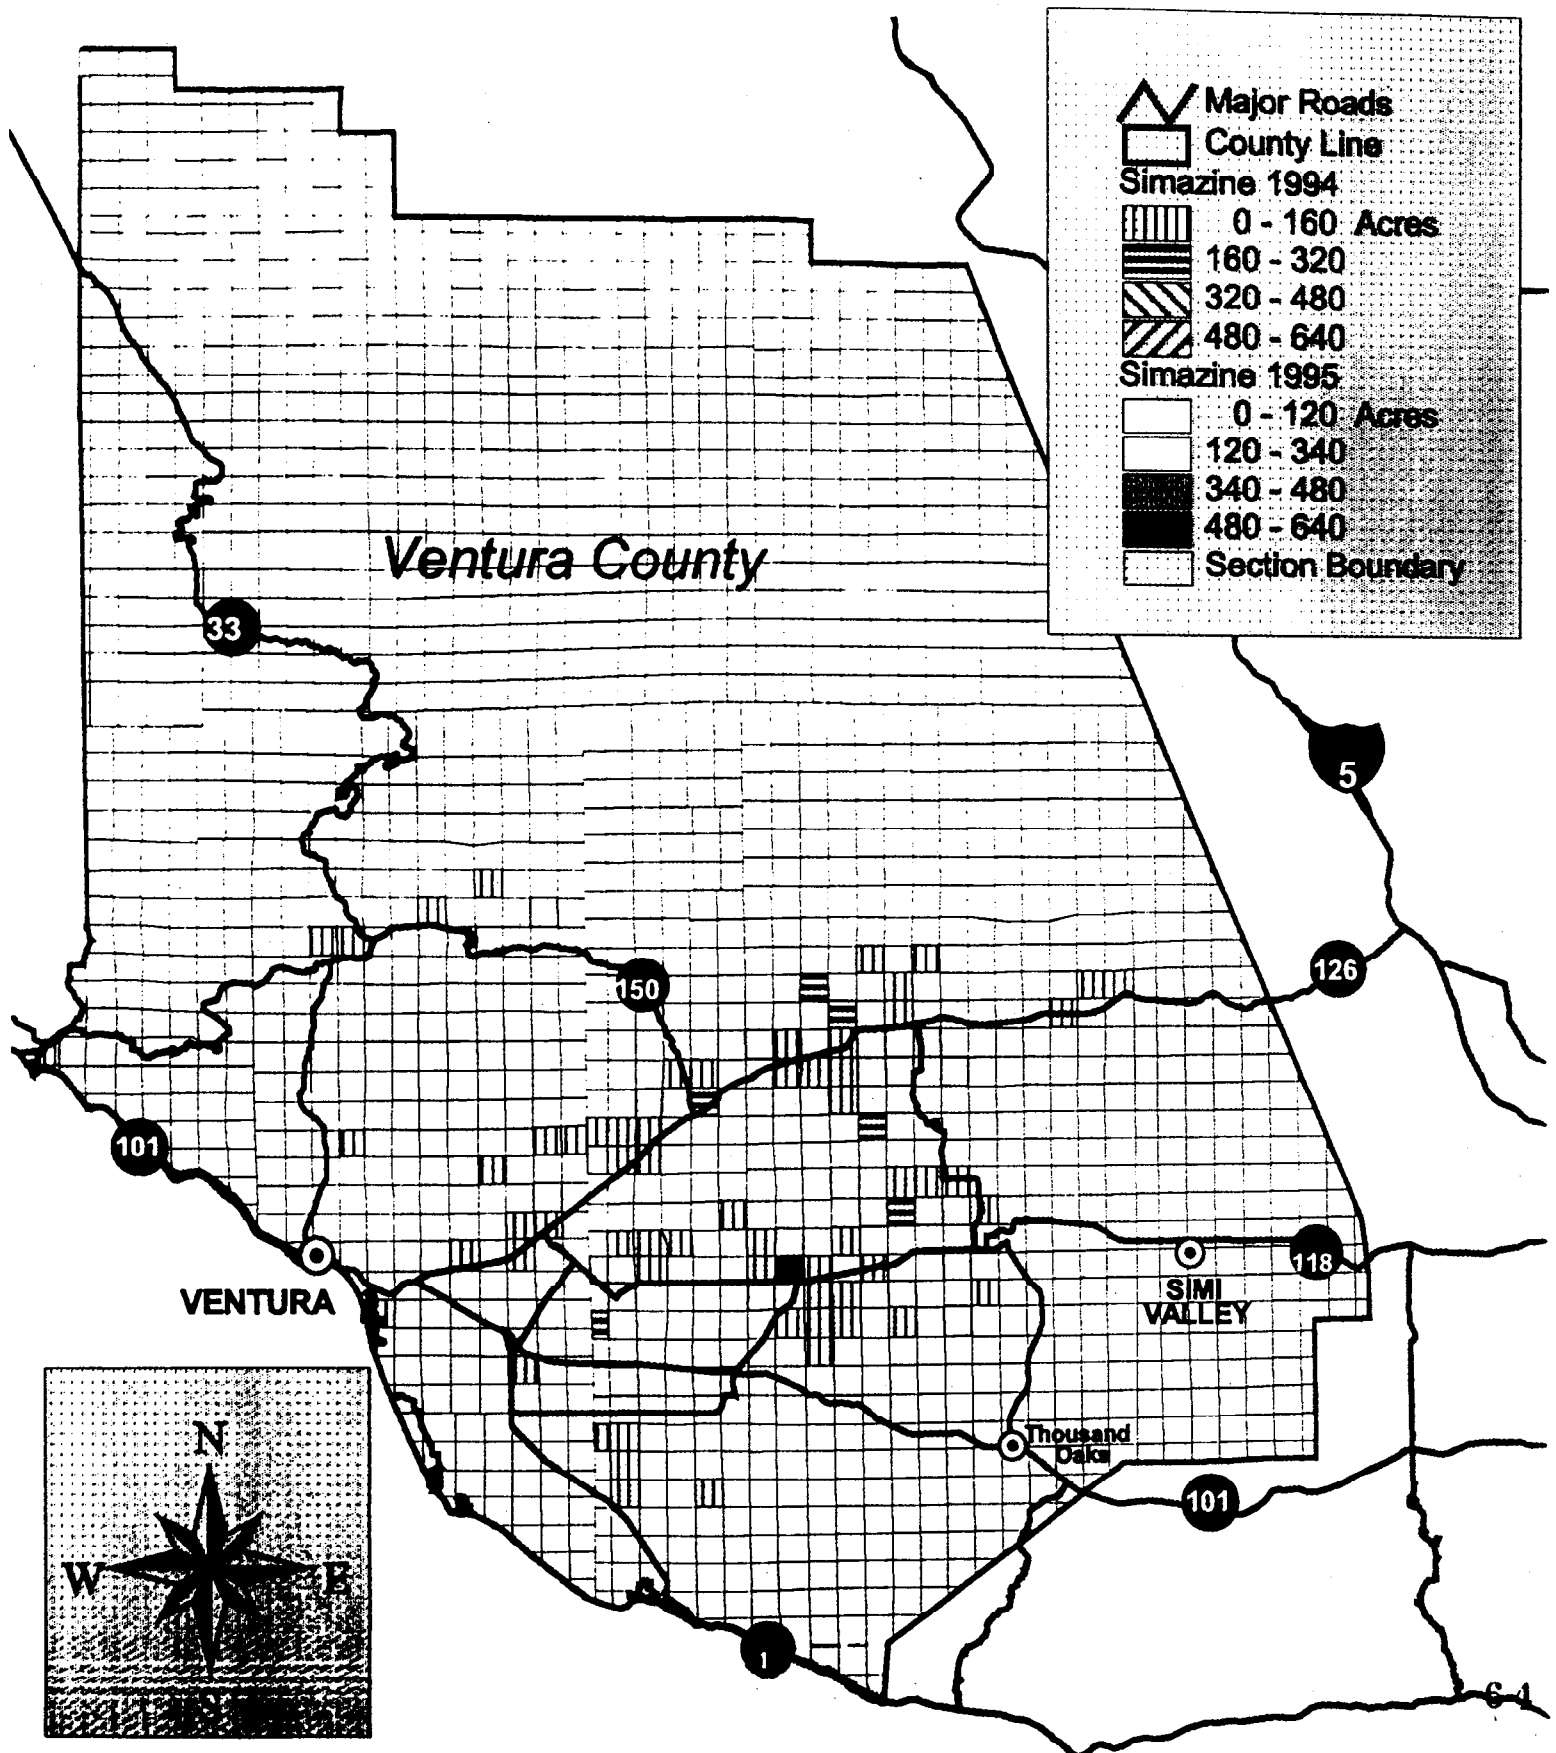 Major Roads
County Line
Simazine 1994
0 - 160 Acres
160 - 320
320 - 480
480 - 640
Simazine 1995
0 - 120 Acres
120 - 340
340 - 480
480 - 640
Section Boundary
Ventura County
33
5
150
126
101
118
VENTURA
SIMI
VALLEY
Thousand
Oaks
101
1
N
W
E
S
6-4